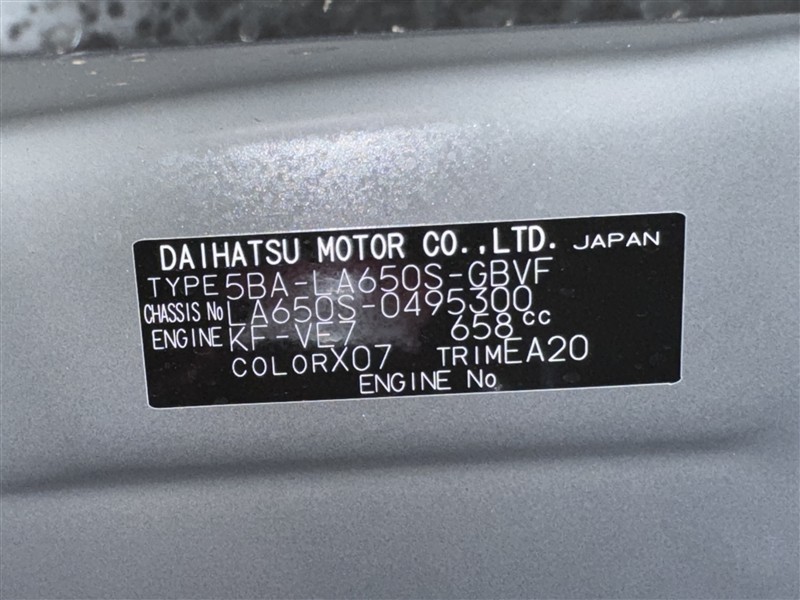 DAIHATSU MOTOR CO.,LTD. JAPAN
TYPE 5BA-LA650S-GBVF
CHASSIS No LA650S-0495300
ENGINE KF-VE7 658cc
COLOR X07 TRIM EA20
ENGINE No